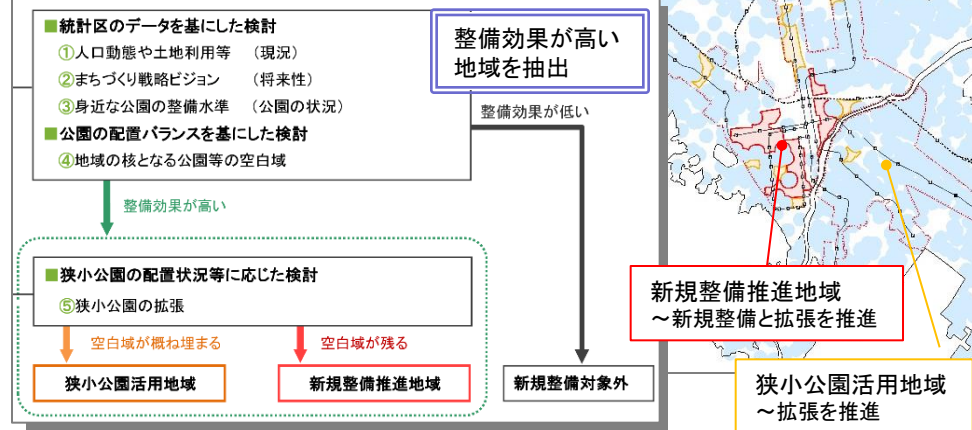 ■統計区のデータを基にした検討
①人口動態や土地利用等 (現況)
②まちづくり戦略ビジョン (将来性)
③身近な公園の整備水準 (公園の状況)
■公園の配置バランスを基にした検討
④地域の核となる公園等の空白域
整備効果が高い
地域を抽出
整備効果が低い
整備効果が高い
■狭小公園の配置状況等に応じた検討
⑤狭小公園の拡張
空白域が概ね埋まる
空白域が残る
狭小公園活用地域
新規整備推進地域
新規整備対象外
新規整備推進地域
～新規整備と拡張を推進
狭小公園活用地域
～拡張を推進